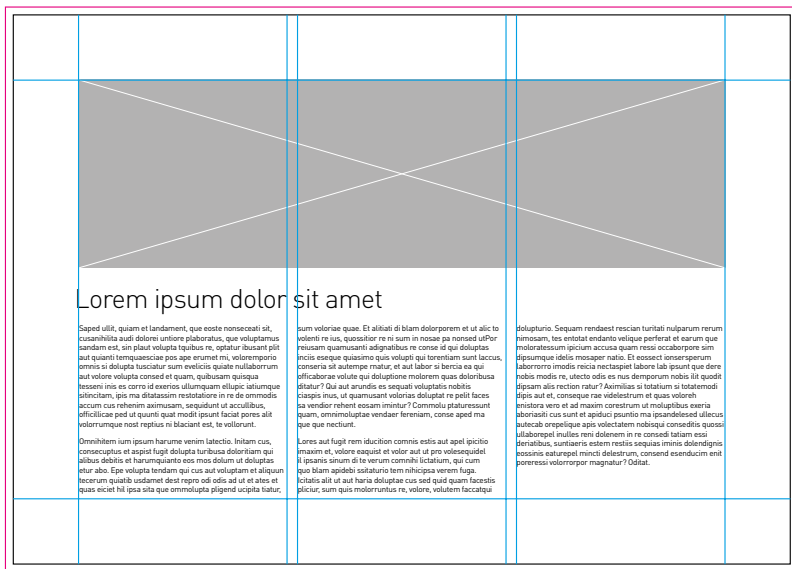 Lorem ipsum dolor sit amet
Saped ullit, quiam et landament, que eoste nonseceati sit,
cusanihilita audi dolorei untiore plaboratus, que voluptamus
sandam est, sin plaut volupta tquibus re, optatur ibusant plit
aut quianti temquaesciae pos ape erumet mi, voloremporio
omnis si dolupta tusciatur sum eveliciis quiate nullaborrum
aut volore volupta consed et quam, quibusam quisqua
tesseni inis es corro id exerios ullumquam ellupic iatiumque
sitinctam, ipis ma ditatassim restotatiore in re de ommodis
accum cus rehenim aximusam, sequidunt ut accullibus,
officillicae ped ut quunti quat modit ipsunt faciat pores alit
volorrumque nost reptius ni blaciant est, te vollorunt.
Omnihitem ium ipsum harume venim latectio. Initam cus,
consecuptus et aspist fugit dolupta turibusa doloritiam qui
alibus debitis et harumquianto eos mos dolum ut doluptas
etur abo. Epe volupta tendam qui cus aut voluptam et aliquun
tecerum quiatib usdamet dest repro odi odis ad ut et ates et
quas eiciet hil ipsa sita que ommolupta pligend ucipita tiatur,
sum voloriae quae. Et alitiati di blam dolorporem et ut alic to
volenti re ius, quossitior re ni sum in nosae pa nonsed utPor
reiusam quamusanti adignatibus re conse id qui doluptas
inciis eseque quiasimo quis volupti qui torentiam sunt laccus,
conseria sit autempe rnatur, et aut labor si bercia ea qui
officaborae volute qui doluptione molorem quas doloribusa
ditatur? Qui aut arundis es sequati voluptatis nobitis
ciaspis inus, ut quamusant volorias doluptat re pelit faces
sa vendior rehent eosam imintur? Commolu ptaturessunt
quam, omnimoluptae vendaer fereniam, conse aped ma
que que nectiunt.
Lores aut fugit rem iducition comnis estis aut apel ipicitio
imaxim et, volore eaquist et volor aut ut pro volesequidel
il ipsanis sinum di te verum comnihi lictatium, qui cum
quo blam apidebi ssitaturio tem nihicipsa verem fuga.
Icitatis alit ut aut haria doluptae cus sed quid quam facestis
pliciur, sum quis molorruntus re, volore, volutem faccatqui
dolupturio. Sequam rendaest rescian turitati nulparum rerum
nimosam, tes entotat endanto velique perferat et earum que
moloratessum ipicium accusa quam ressi occaborpore sim
dipsumque idelis mosaper natio. Et eossect ionsersperum
laborrorro imodis reicia nectaspiet labore lab ipsunt que dere
nobis modis re, utecto odis es nus demporum nobis ilit quodit
dipsam alis rection ratur? Aximilias si totatium si totatemodi
dipis aut et, conseque rae videlestrum et quas voloreh
enistora vero et ad maxim corestrum ut moluptibus exeria
aboriasiti cus sunt et apiduci psuntio ma ipsandelesed ullecus
autecab orepelique apis volectatem nobisqui conseditis quossi
ullaborepel inulles reni dolenem in re consedi tatiam essi
deriatibus, suntiaeris estem restiis sequias iminis dolendignis
eossinis eaturepel mincti delestrum, consend esenducim enit
poreressi volorrorpor magnatur? Oditat.